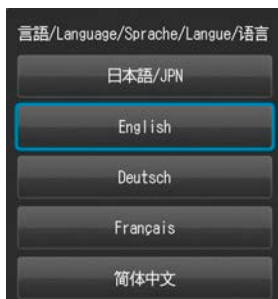 言語/Language/Sprache/Langue/语言
日本語/JPN
English
Deutsch
Français
简体中文